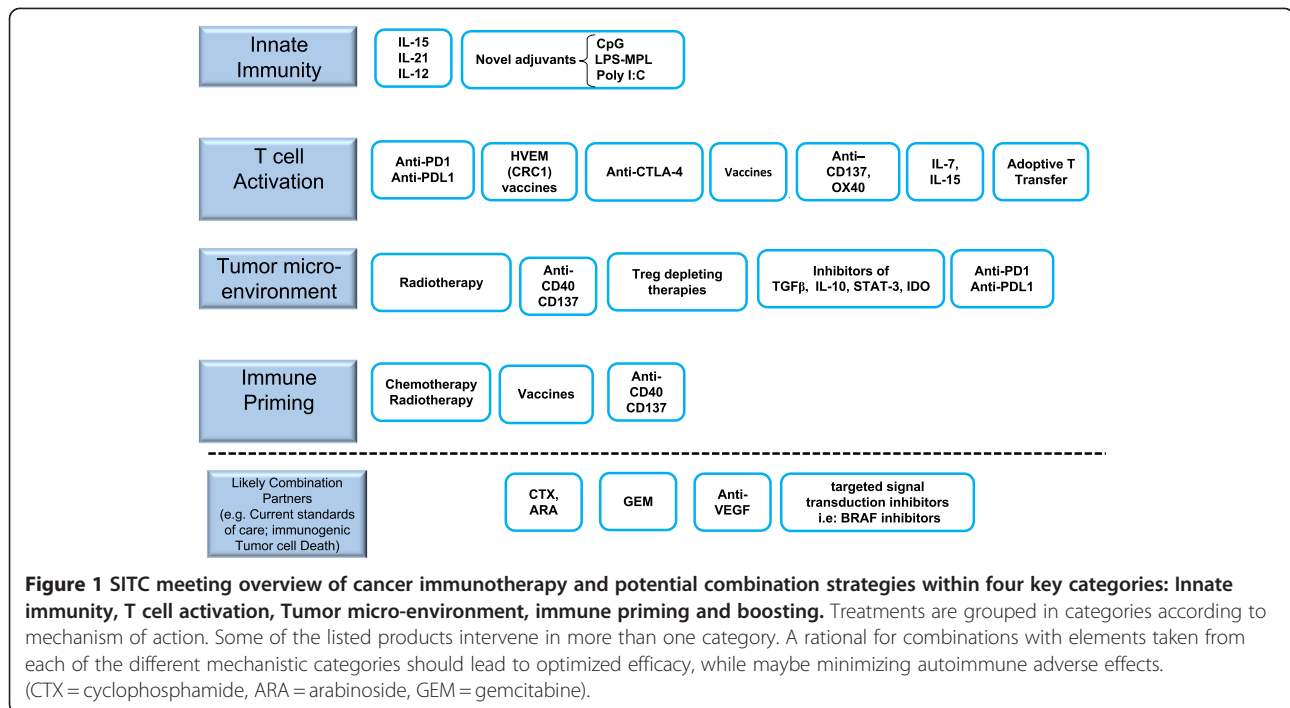 Innate
Immunity
IL-15
IL-21
IL-12
Novel adjuvants
CpG
LPS-MPL
Poly I:C
T cell
Activation
Anti-PD1
Anti-PDL1
HVEM
(CRC1)
vaccines
Anti-CTLA-4
Vaccines
Anti–
CD137,
OX40
IL-7,
IL-15
Adoptive T
Transfer
Tumor micro-
environment
Radiotherapy
Anti-
CD40
CD137
Treg depleting
therapies
Inhibitors of
TGFβ, IL-10, STAT-3, IDO
Anti-PD1
Anti-PDL1
Immune
Priming
Chemotherapy
Radiotherapy
Vaccines
Anti-
CD40
CD137
Likely Combination
Partners
(e.g. Current standards
of care; immunogenic
Tumor cell Death)
CTX,
ARA
GEM
Anti-
VEGF
targeted signal
transduction inhibitors
i.e: BRAF inhibitors
Figure 1 SITC meeting overview of cancer immunotherapy and potential combination strategies within four key categories: Innate
immunity, T cell activation, Tumor micro-environment, immune priming and boosting. Treatments are grouped in categories according to
mechanism of action. Some of the listed products intervene in more than one category. A rational for combinations with elements taken from
each of the different mechanistic categories should lead to optimized efficacy, while maybe minimizing autoimmune adverse effects.
(CTX = cyclophosphamide, ARA = arabinoside, GEM = gemcitabine).